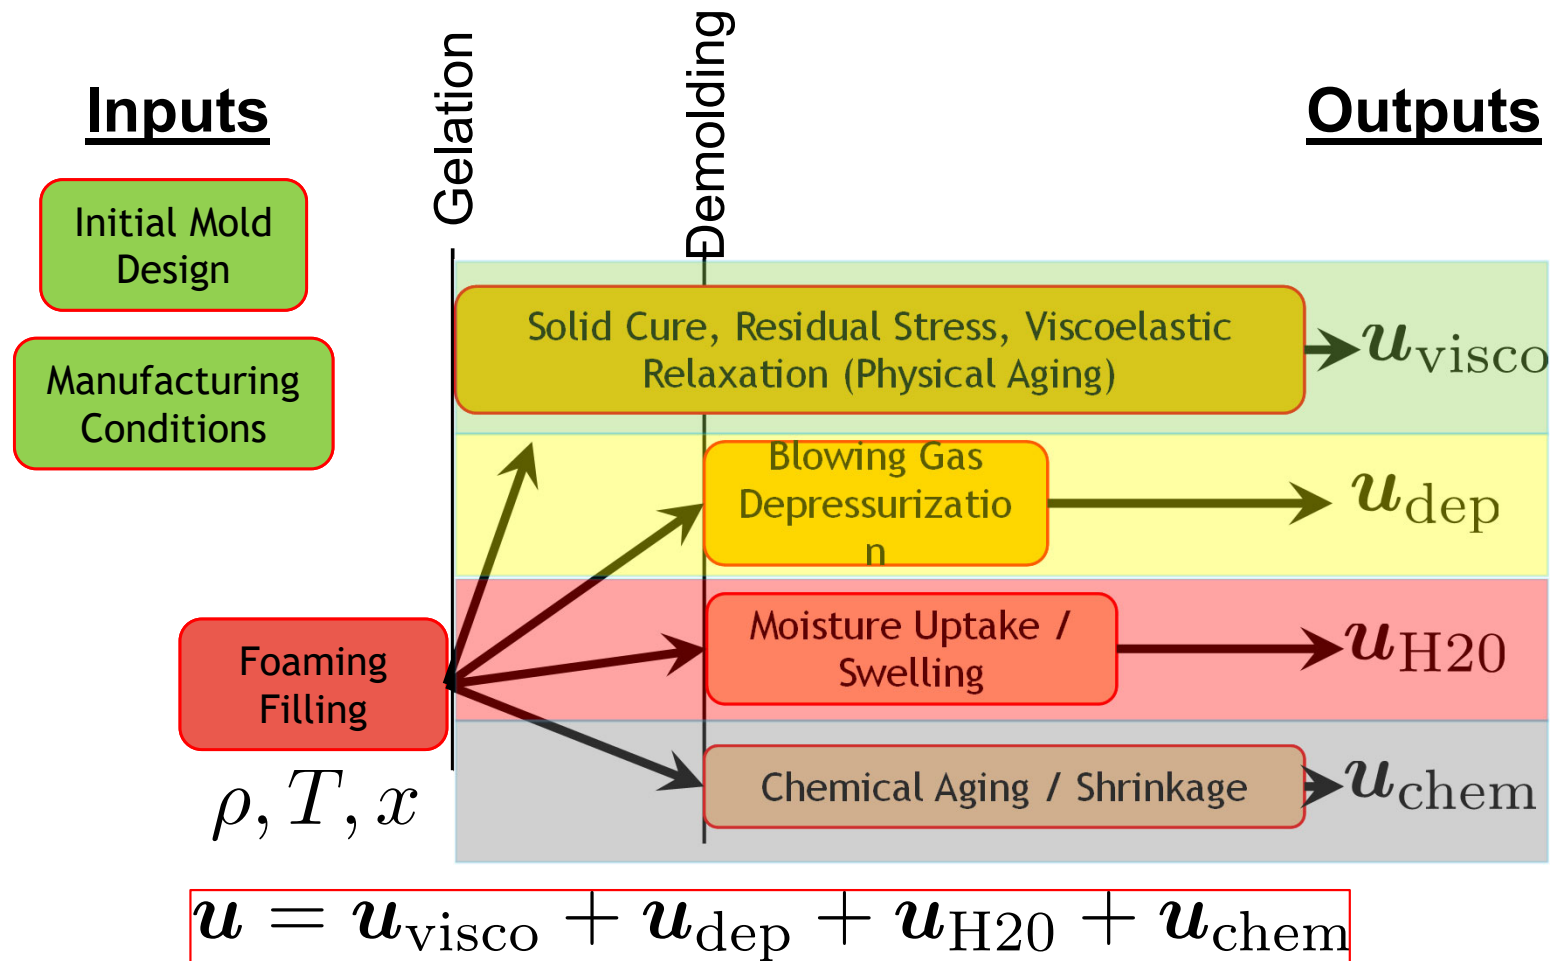 Inputs
Gelation
Demolding
Outputs
Initial Mold
Design
Manufacturing
Conditions
Solid Cure, Residual Stress, Viscoelastic
Relaxation (Physical Aging)
u_visco
Blowing Gas
Depressurizatio
n
u_dep
Foaming
Filling
Moisture Uptake /
Swelling
u_H20
ρ, T, x
Chemical Aging / Shrinkage
u_chem
u = u_visco + u_dep + u_H20 + u_chem